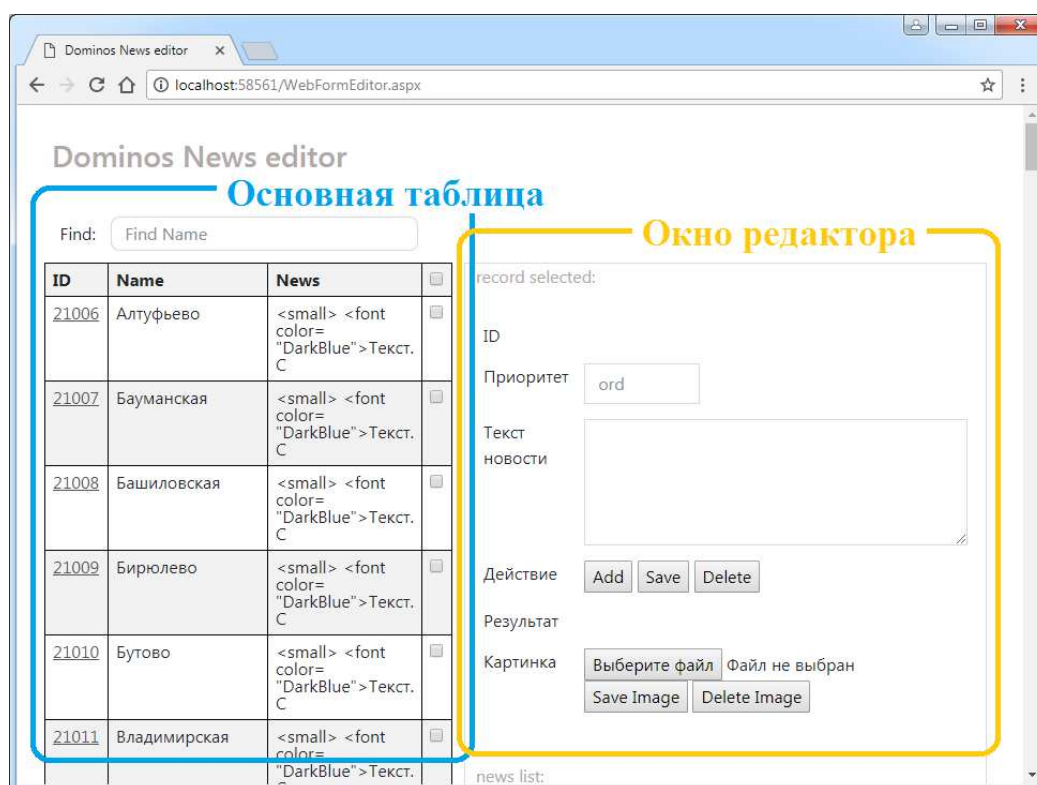 Dominos News editor
localhost:58561/WebFormEditor.aspx
Dominos News editor
Основная таблица
Find: Find Name
Окно редактора
ID Name News
21006 Алтуфьево <small> <font
color=
"DarkBlue">Текст.
С
21007 Бауманская <small> <font
color=
"DarkBlue">Текст.
С
21008 Башиловская <small> <font
color=
"DarkBlue">Текст.
С
21009 Бирюлево <small> <font
color=
"DarkBlue">Текст.
С
21010 Бутово <small> <font
color=
"DarkBlue">Текст.
С
21011 Владимирская <small> <font
color=
"DarkBlue">Текст.
record selected:
ID
Приоритет ord
Текст
новости
Действие Add Save Delete
Результат
Картинка Выберите файл Файл не выбран
Save Image Delete Image
news list: